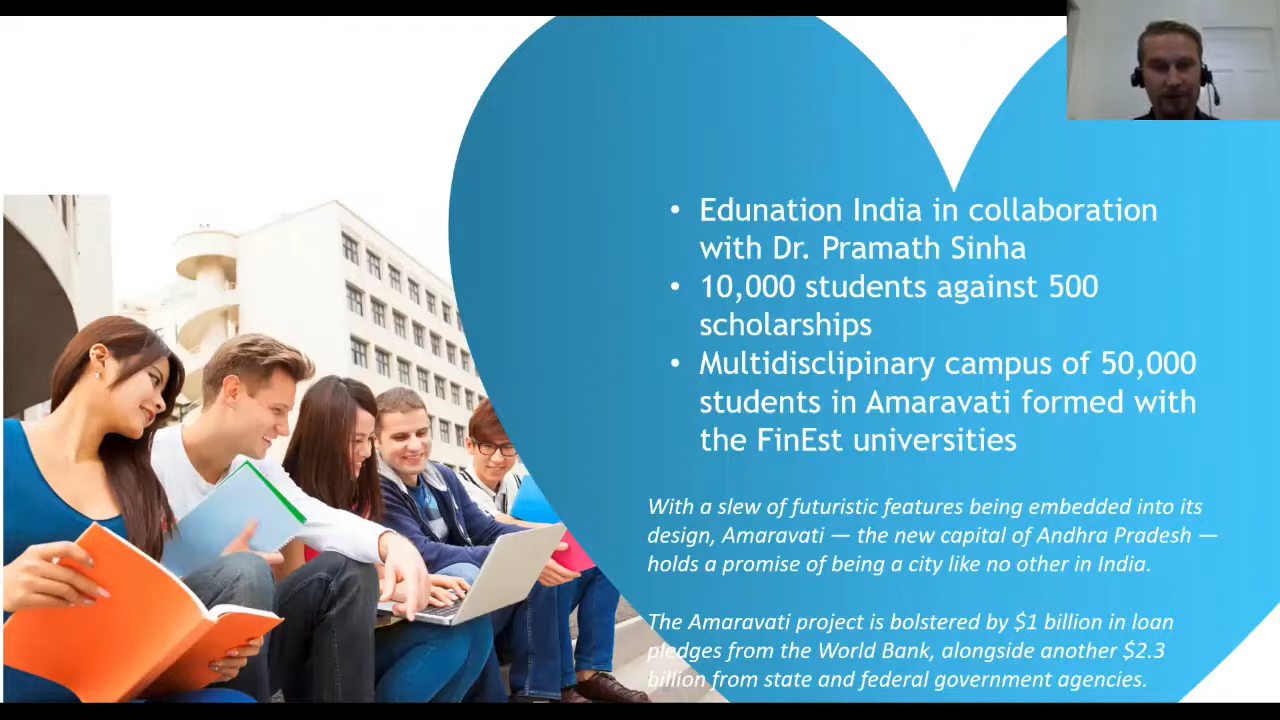 • Edunation India in collaboration
with Dr. Pramath Sinha
• 10,000 students against 500
scholarships
• Multidisclipinary campus of 50,000
students in Amaravati formed with
the FinEst universities
With a slew of futuristic features being embedded into its
design, Amaravati — the new capital of Andhra Pradesh —
holds a promise of being a city like no other in India.
The Amaravati project is bolstered by $1 billion in loan
pledges from the World Bank, alongside another $2.3
billion from state and federal government agencies.